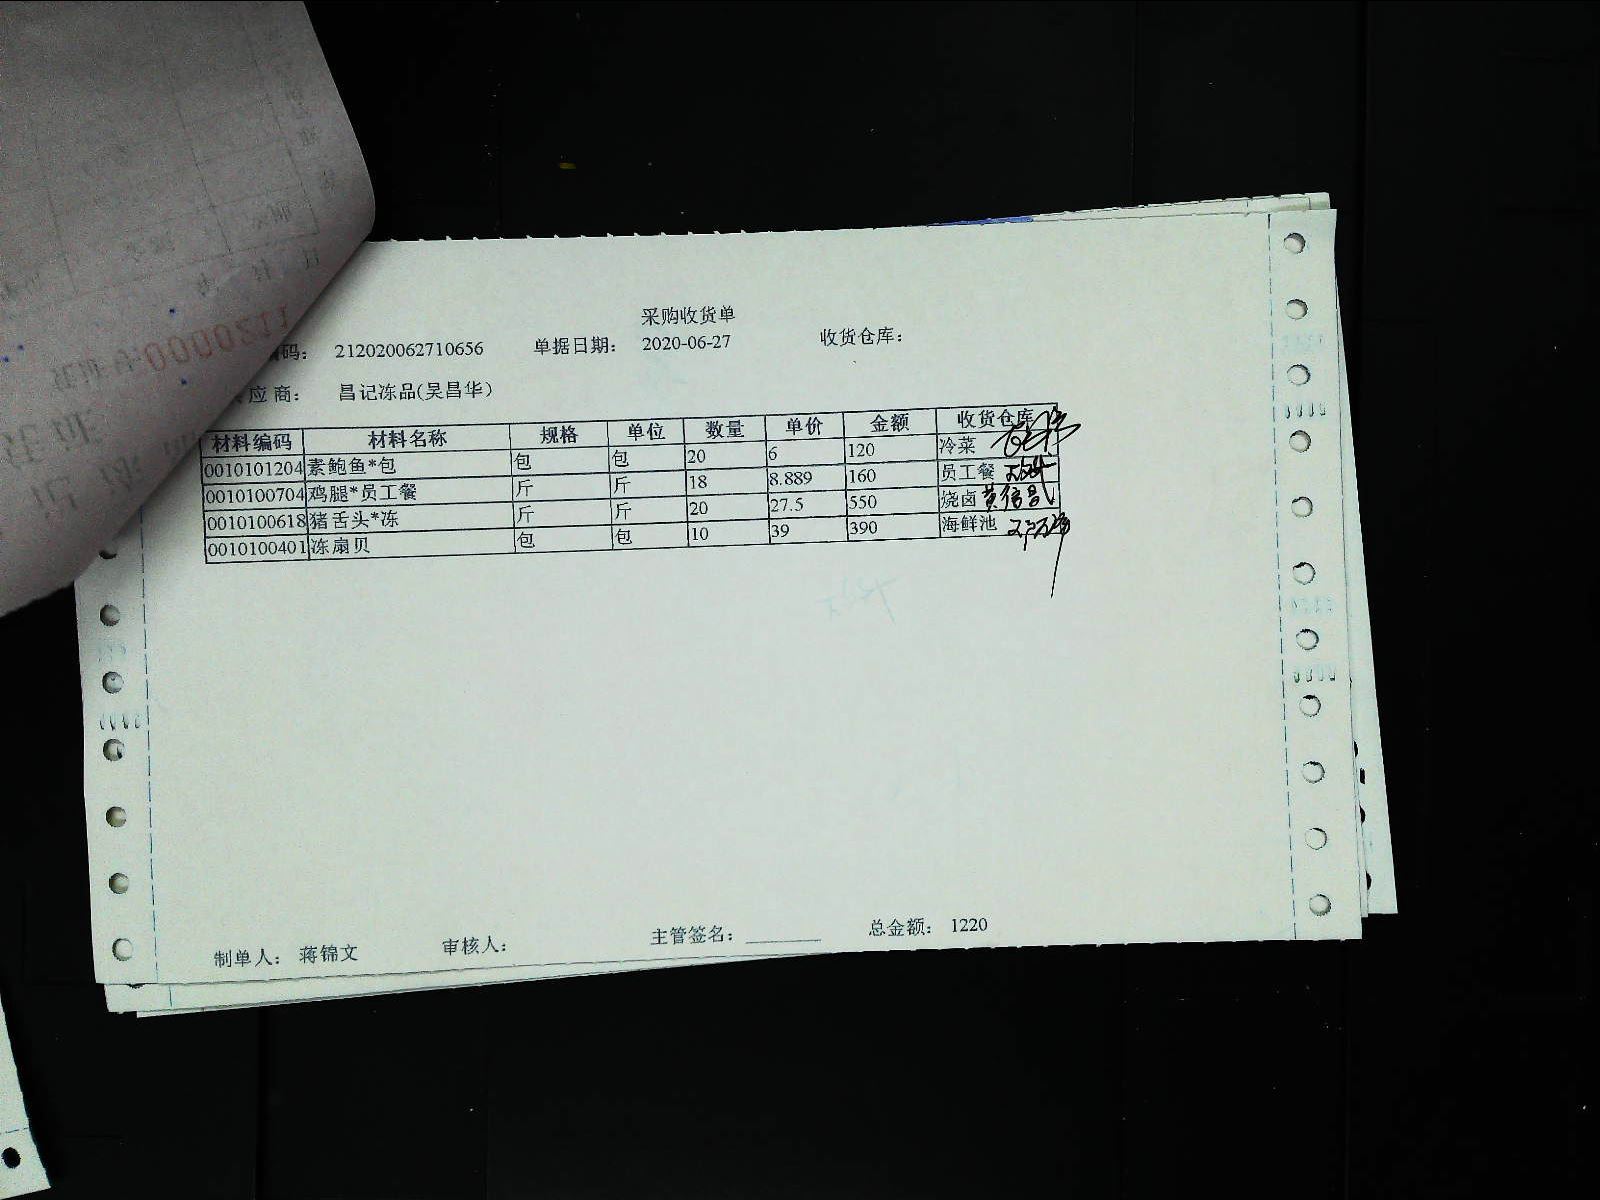 采购收货单
码： 212020062710656 单据日期： 2020-06-27 收货仓库：
应商： 昌记冻品(吴昌华)
材料编码 材料名称 规格 单位 数量 单价 金额 收货仓库
0010101204 素鲍鱼*包 包 包 20 6 120 冷菜
0010100704 鸡腿*员工餐 斤 斤 18 8.889 160 员工餐
0010100618 猪舌头*冻 斤 斤 20 27.5 550 烧卤
0010100401 冻扇贝 包 包 10 39 390 海鲜池
制单人： 蒋锦文 审核人： 主管签名： 总金额： 1220
0000211